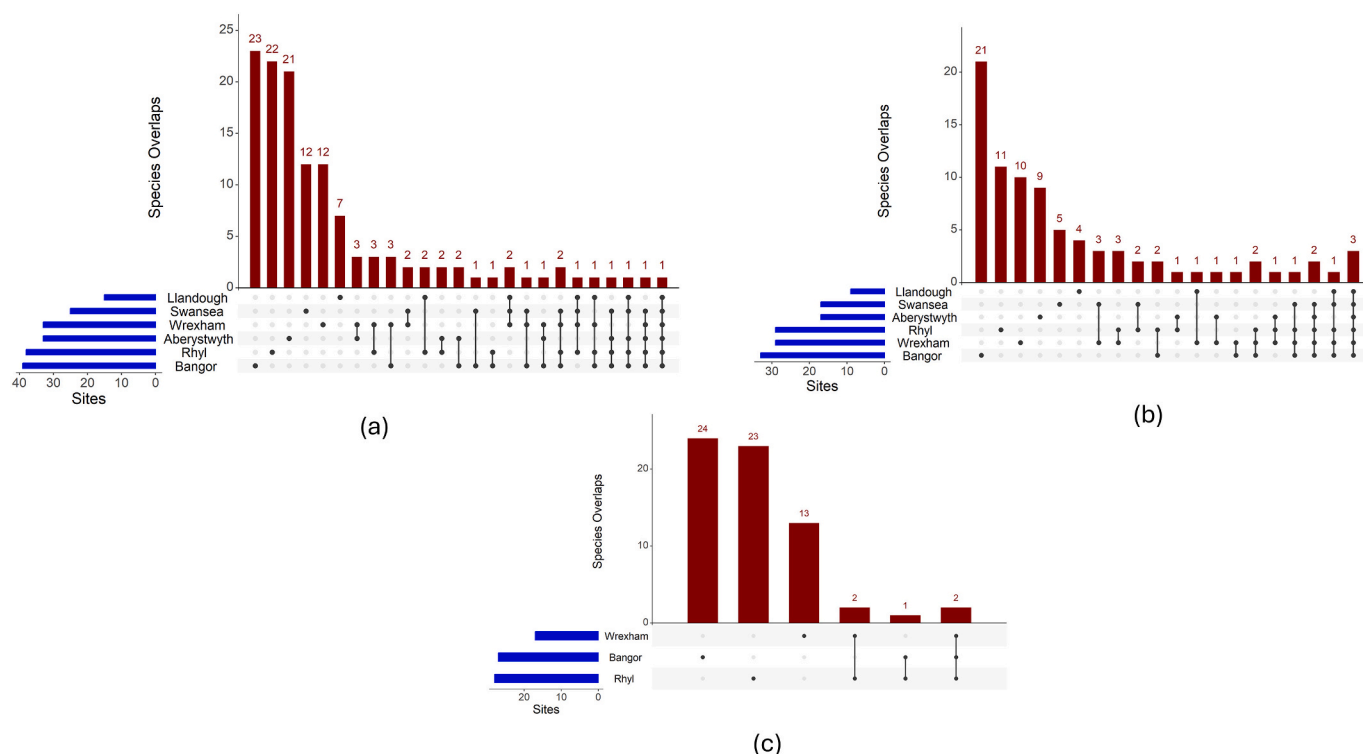 25
20
15
10
5
0
Species Overlaps
23 22 21 12 12 7 3 3 3 2 2 2 2 1 1 2 1 1 2 1 1 1 1 1 1
Llandough
Swansea
Wrexham
Aberystwyth
Rhyl
Bangor
40 30 20 10 0
Sites
(a)
20
15
10
5
0
Species Overlaps
21 11 10 9 5 4 3 3 2 2 1 1 1 1 2 1 1 2 1 3
Llandough
Swansea
Aberystwyth
Rhyl
Wrexham
Bangor
30 20 10 0
Sites
(b)
20
10
0
Species Overlaps
24 23 13 2 1 2
Wrexham
Bangor
Rhyl
20 10 0
Sites
(c)